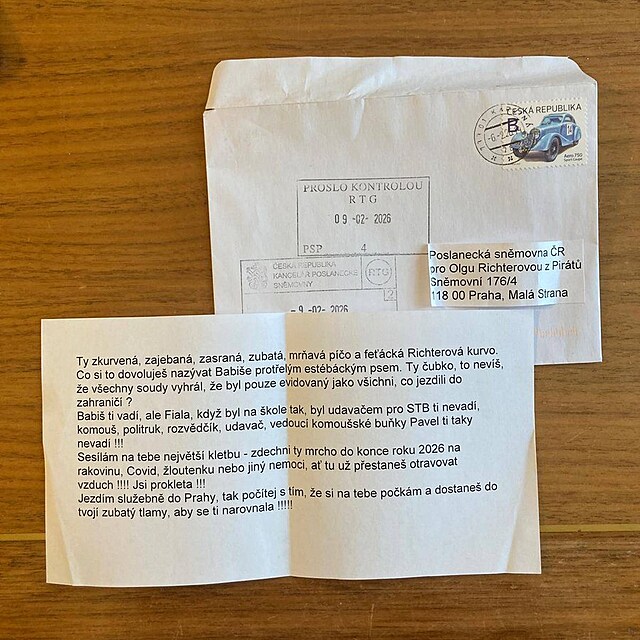 ČESKÁ REPUBLIKA
B
Aero 750
Sport Coupé
PROŠLO KONTROLOU
RTG
09 -02- 2026
PSP 4
ČESKÁ REPUBLIKA
KANCELÁŘ POSLANECKÉ
SNĚMOVNY
RTG
2
- 9 -02- 2026
Poslanecká sněmovna ČR
pro Olgu Richterovou z Pirátů
Sněmovní 176/4
118 00 Praha, Malá Strana
Ty zkurvená, zajebaná, zasraná, zubatá, mrňavá píčo a feťácká Richterová kurvo.
Co si to dovoluješ nazývat Babiše protřelým estébáckým psem. Ty čubko, to nevíš,
že všechny soudy vyhrál, že byl pouze evidovaný jako všichni, co jezdili do
zahraničí ?
Babiš ti vadí, ale Fiala, když byl na škole tak, byl udavačem pro STB ti nevadí,
komouš, politruk, rozvědčík, udavač, vedoucí komoušské buňky Pavel ti taky
nevadí !!!
Sesílám na tebe největší kletbu - zdechni ty mrcho do konce roku 2026 na
rakovinu, Covid, žloutenku nebo jiný nemoci, ať tu už přestaneš otravovat
vzduch !!!! Jsi prokletá !!!
Jezdím služebně do Prahy, tak počítej s tím, že si na tebe počkám a dostaneš do
tvojí zubatý tlamy, aby se ti narovnala !!!!!